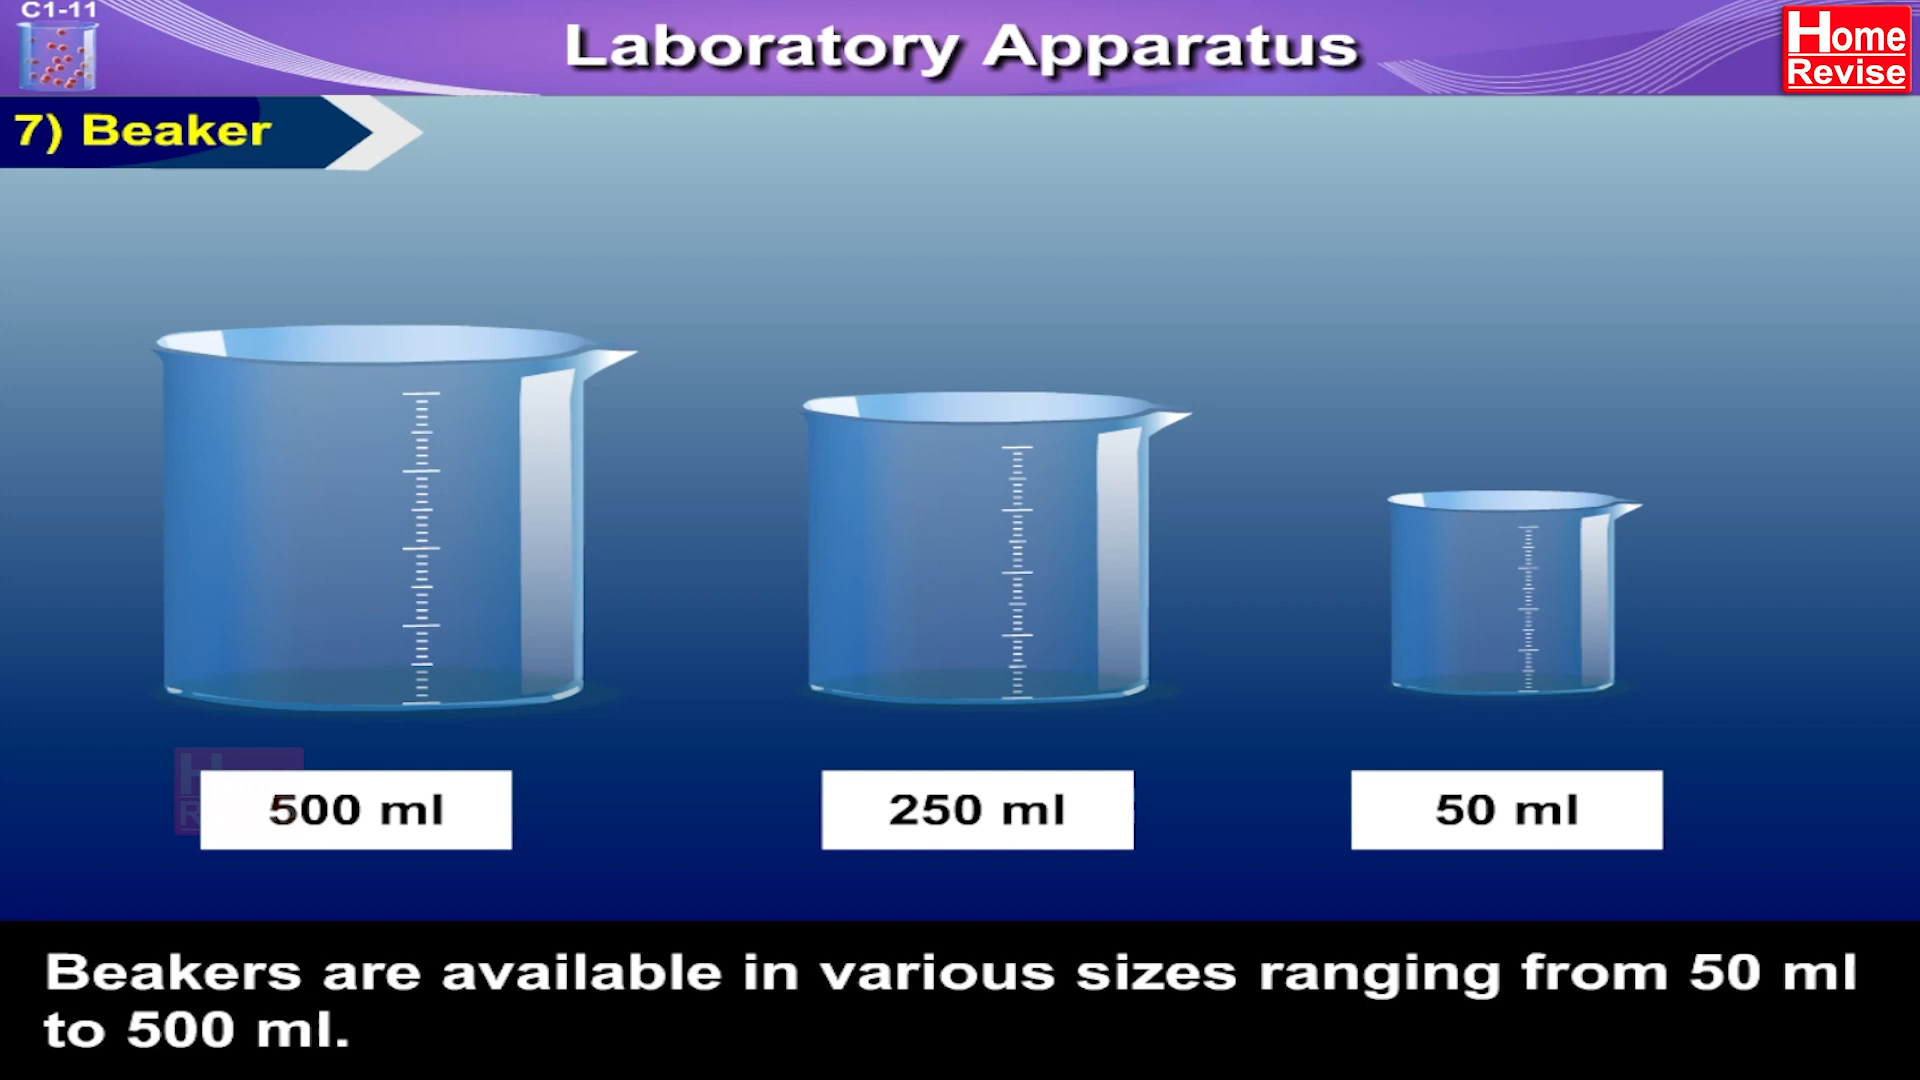 C1-11
Laboratory Apparatus
Home
Revise
7) Beaker
500 ml
250 ml
50 ml
Beakers are available in various sizes ranging from 50 ml
to 500 ml.